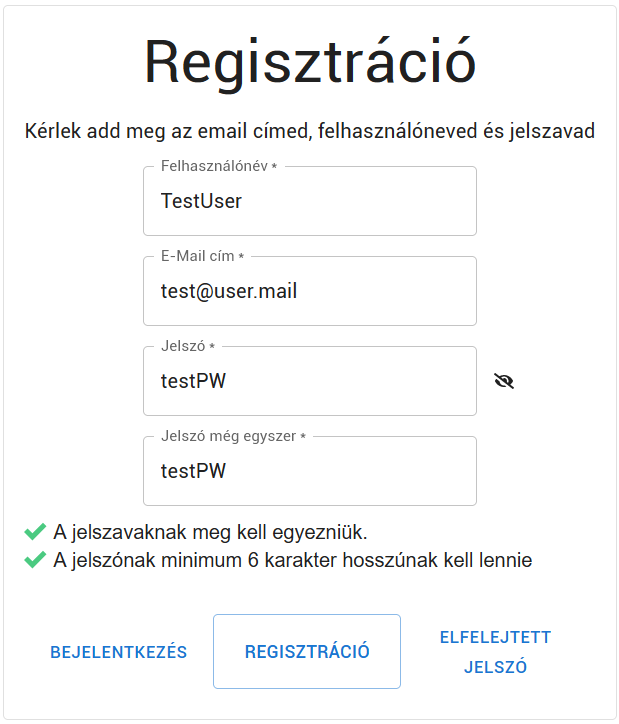 Regisztráció
Kérlek add meg az email címed, felhasználóneved és jelszavad
Felhasználónév *
TestUser
E-Mail cím *
test@user.mail
Jelszó *
testPW
Jelszó még egyszer *
testPW
A jelszavaknak meg kell egyezniük.
A jelszónak minimum 6 karakter hosszúnak kell lennie
BEJELENTKEZÉS
REGISZTRÁCIÓ
ELFELEJTETT
JELSZÓ